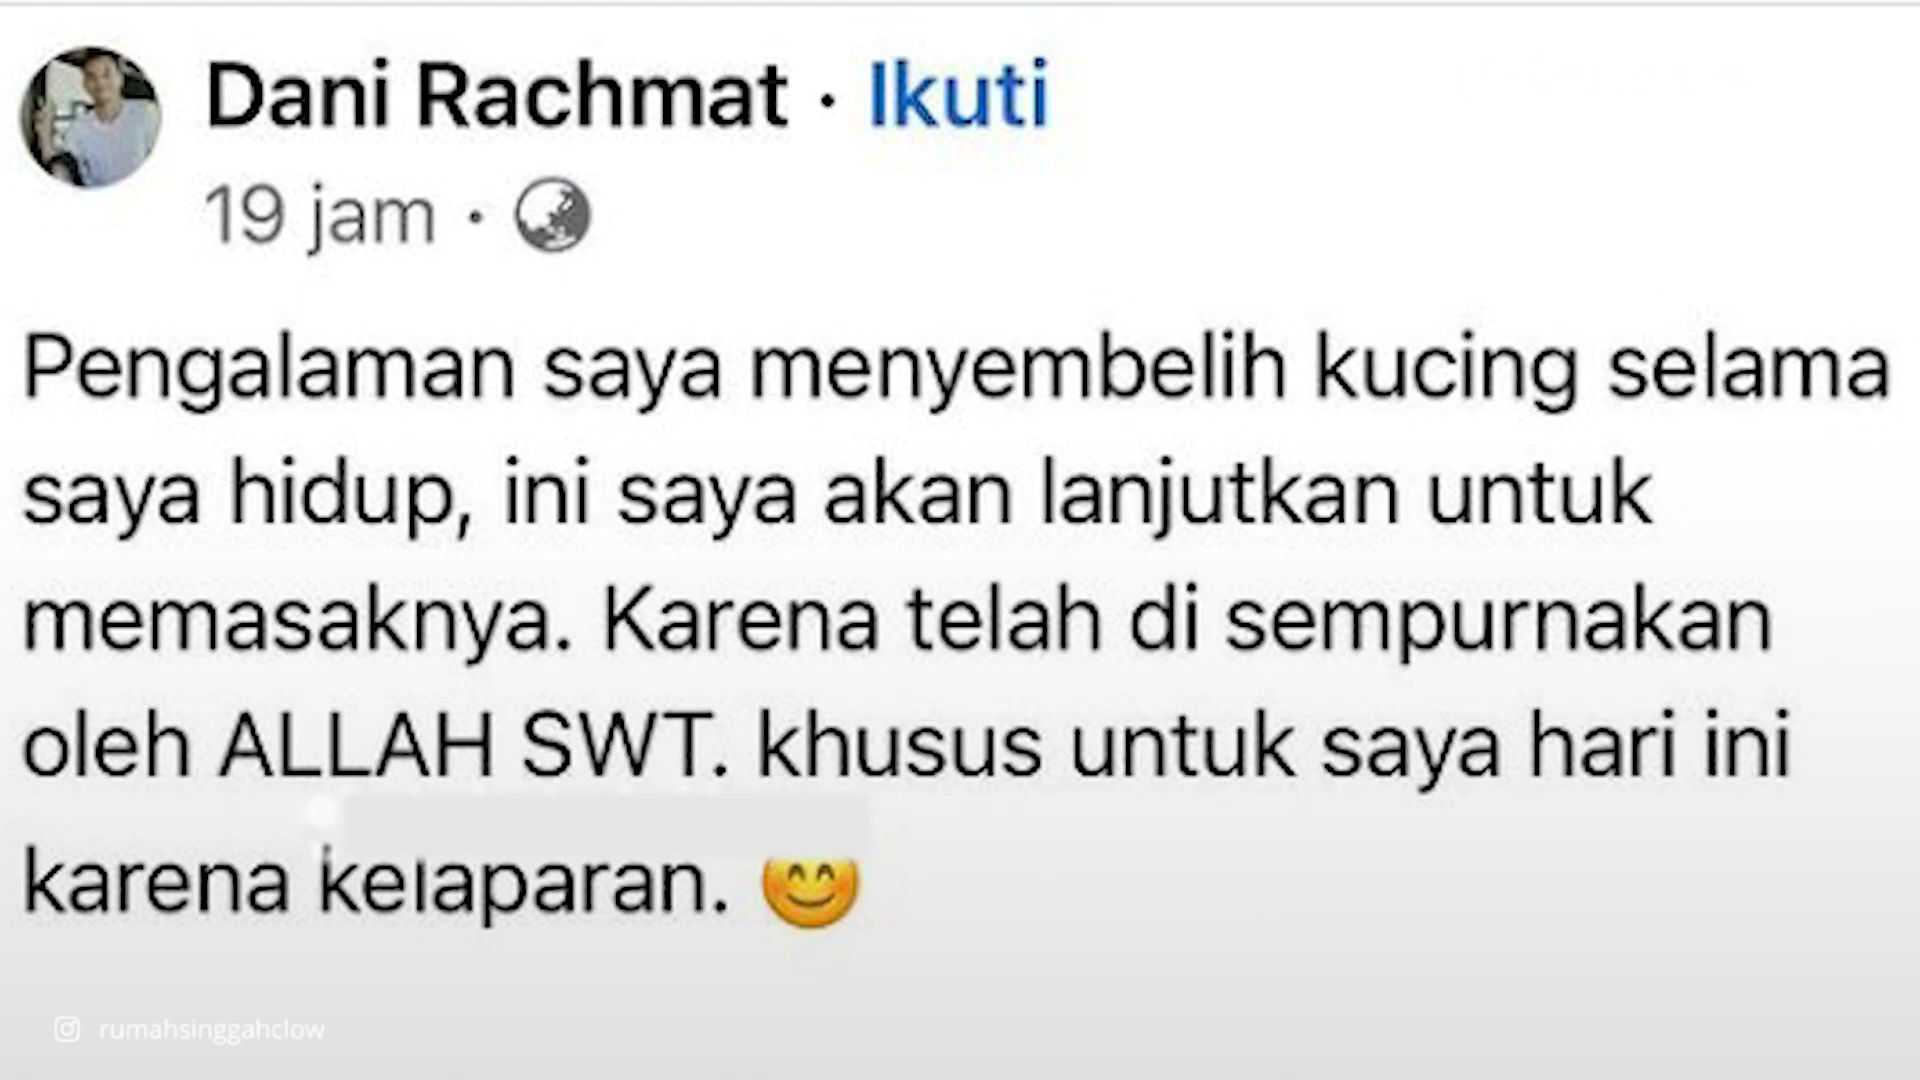 Dani Rachmat · Ikuti
19 jam ·
Pengalaman saya menyembelih kucing selama
saya hidup, ini saya akan lanjutkan untuk
memasaknya. Karena telah di sempurnakan
oleh ALLAH SWT. khusus untuk saya hari ini
karena kelaparan. 😊
rumahsinggahclow